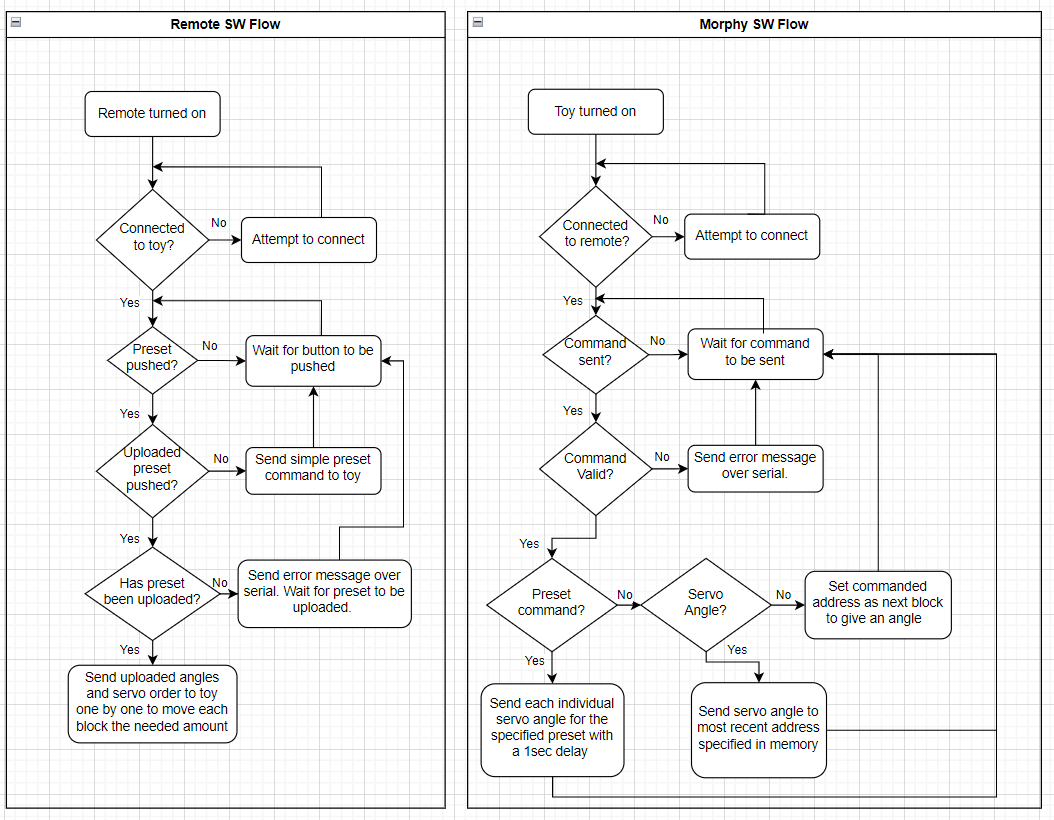 Remote SW Flow
Remote turned on
Connected
to toy?
No
Attempt to connect
Yes
Preset
pushed?
No
Wait for button to be
pushed
Yes
Uploaded
preset
pushed?
No
Send simple preset
command to toy
Yes
Has preset
been uploaded?
No
Send error message over
serial. Wait for preset to be
uploaded.
Yes
Send uploaded angles
and servo order to toy
one by one to move each
block the needed amount
Morphy SW Flow
Toy turned on
Connected
to remote?
No
Attempt to connect
Yes
Command
sent?
No
Wait for command
to be sent
Yes
Command
Valid?
No
Send error message
over serial.
Yes
Preset
command?
No
Servo
Angle?
No
Set commanded
address as next block
to give an angle
Yes
Send each individual
servo angle for the
specified preset with
a 1sec delay
Yes
Send servo angle to
most recent address
specified in memory